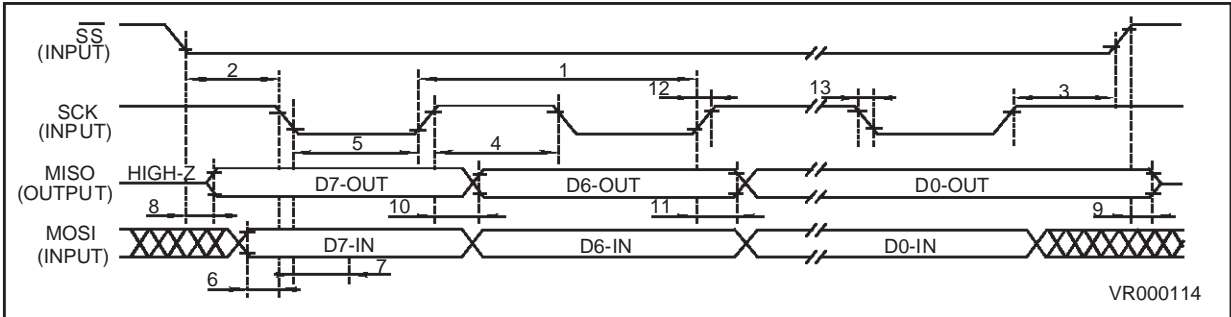 SS
(INPUT)
2
1
12
13
3
SCK
(INPUT)
5
4
MISO
(OUTPUT)
HIGH-Z
D7-OUT
D6-OUT
D0-OUT
8
10
11
9
MOSI
(INPUT)
D7-IN
D6-IN
D0-IN
6
7
VR000114